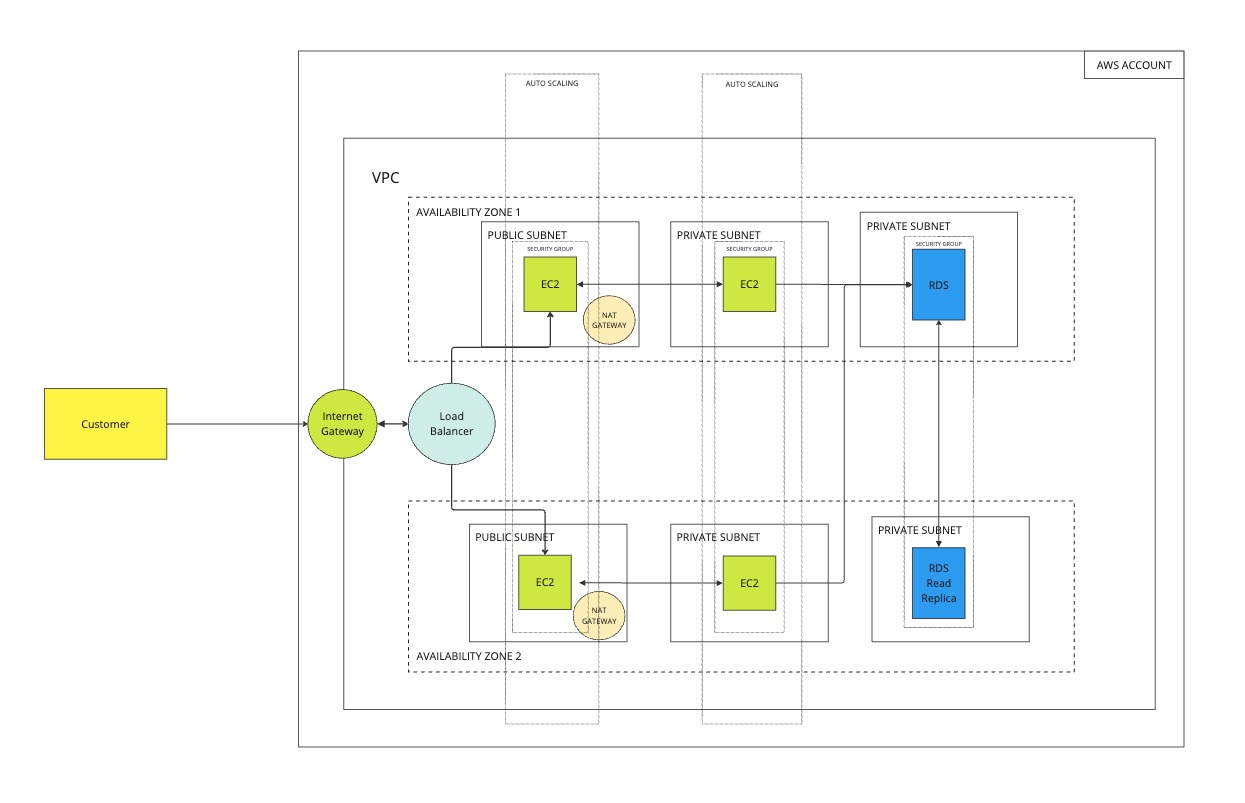 AWS ACCOUNT
AUTO SCALING
AUTO SCALING
VPC
AVAILABILITY ZONE 1
PUBLIC SUBNET
SECURITY GROUP
EC2
NAT
GATEWAY
PRIVATE SUBNET
SECURITY GROUP
EC2
PRIVATE SUBNET
SECURITY GROUP
RDS
Customer
Internet
Gateway
Load
Balancer
PUBLIC SUBNET
EC2
NAT
GATEWAY
PRIVATE SUBNET
EC2
PRIVATE SUBNET
RDS
Read
Replica
AVAILABILITY ZONE 2